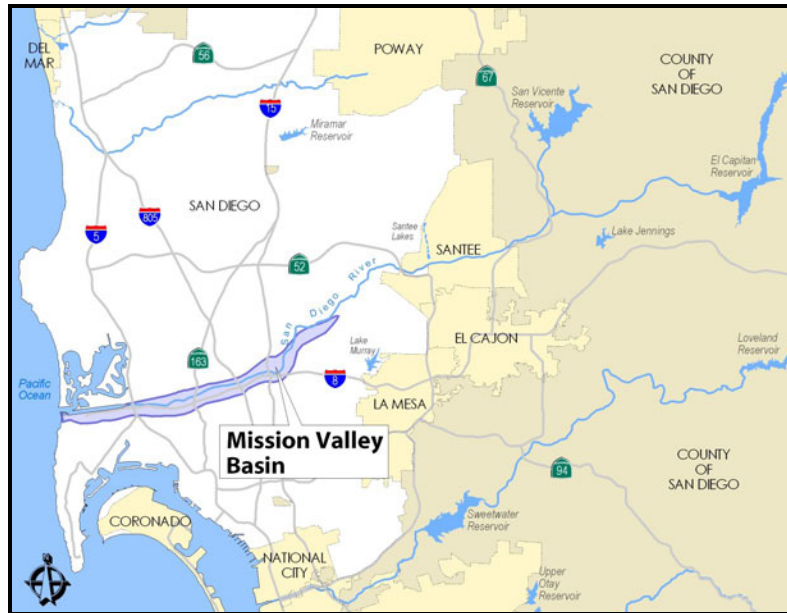 DEL
MAR
56
POWAY
67
COUNTY
OF
SAN DIEGO
San Vicente
Reservoir
15
Miramar
Reservoir
El Capitan
Reservoir
SAN DIEGO
805
5
Santee
Lakes
SANTEE
Lake Jennings
52
San Diego River
EL CAJON
Loveland
Reservoir
163
Lake
Murray
8
Pacific
Ocean
LA MESA
Mission Valley
Basin
94
COUNTY
OF
SAN DIEGO
CORONADO
Sweetwater
Reservoir
NATIONAL
CITY
Upper
Otay
Reservoir